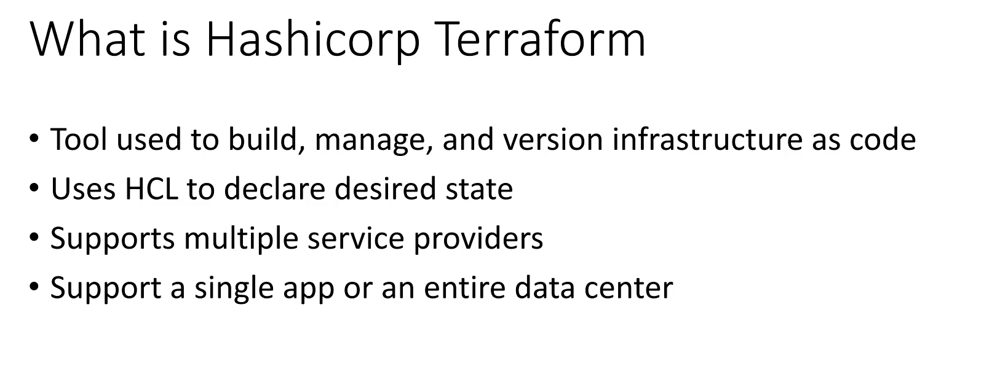 What is Hashicorp Terraform
• Tool used to build, manage, and version infrastructure as code
• Uses HCL to declare desired state
• Supports multiple service providers
• Support a single app or an entire data center